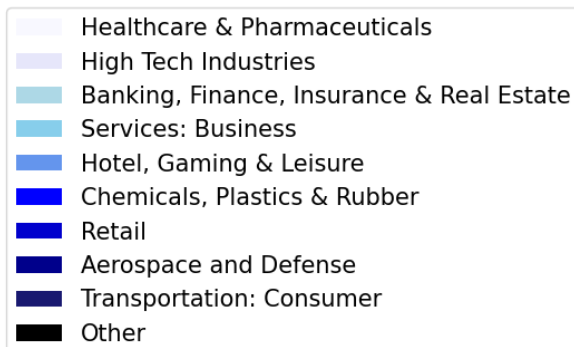 Healthcare & Pharmaceuticals
High Tech Industries
Banking, Finance, Insurance & Real Estate
Services: Business
Hotel, Gaming & Leisure
Chemicals, Plastics & Rubber
Retail
Aerospace and Defense
Transportation: Consumer
Other